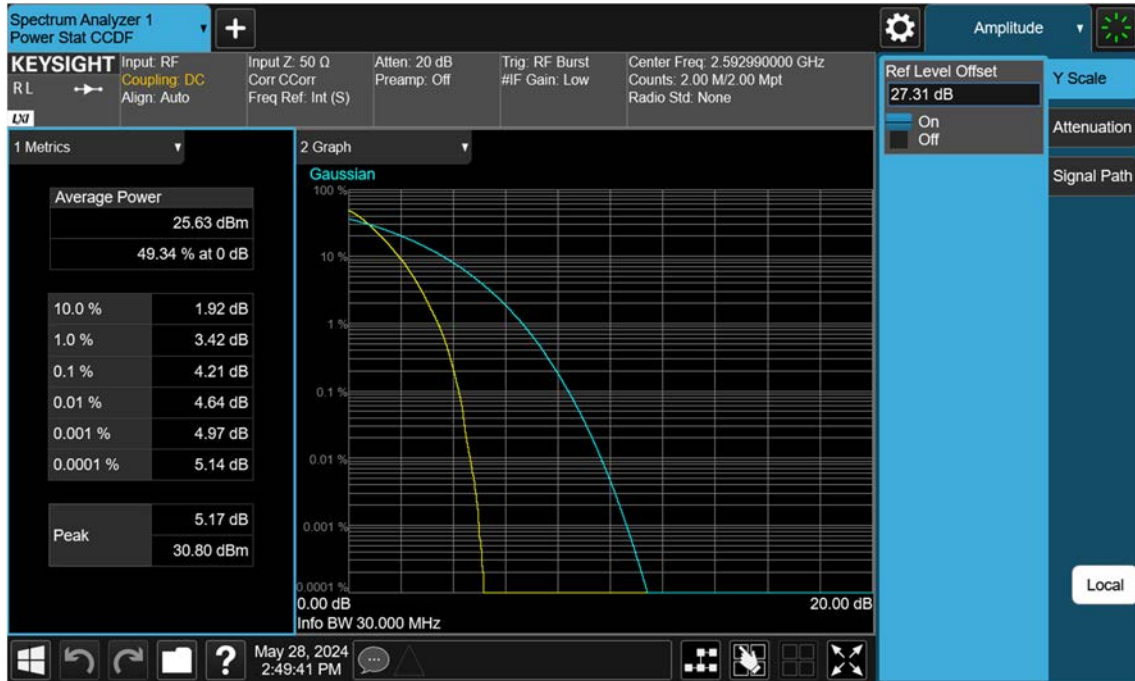 Spectrum Analyzer 1
Power Stat CCDF
Amplitude
KEYSIGHT
R L
LXI
Input: RF
Coupling: DC
Align: Auto
Input Z: 50 Ω
Corr CCorr
Freq Ref: Int (S)
Atten: 20 dB
Preamp: Off
Trig: RF Burst
#IF Gain: Low
Center Freq: 2.592990000 GHz
Counts: 2.00 M/2.00 Mpt
Radio Std: None
Ref Level Offset
27.31 dB
On
Off
Y Scale
Attenuation
Signal Path
1 Metrics
Average Power
25.63 dBm
49.34 % at 0 dB
10.0 % 1.92 dB
1.0 % 3.42 dB
0.1 % 4.21 dB
0.01 % 4.64 dB
0.001 % 4.97 dB
0.0001 % 5.14 dB
Peak
5.17 dB
30.80 dBm
2 Graph
Gaussian
100 %
10 %
1 %
0.1 %
0.01 %
0.001 %
0.0001 %
0.00 dB 20.00 dB
Info BW 30.000 MHz
Local
?
May 28, 2024
2:49:41 PM